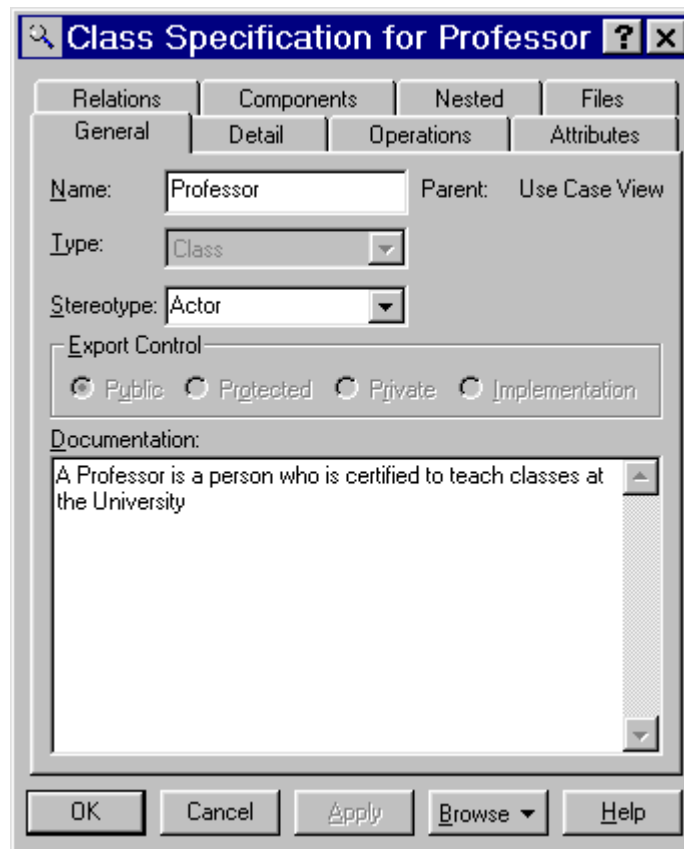 Class Specification for Professor
Relations Components Nested Files
General Detail Operations Attributes
Name: Professor Parent: Use Case View
Type: Class
Stereotype: Actor
Export Control
Public Protected Private Implementation
Documentation:
A Professor is a person who is certified to teach classes at
the University
OK Cancel Apply Browse Help